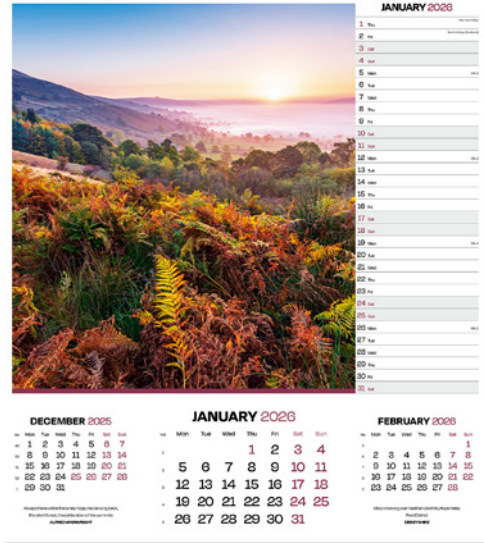 JANUARY 2026
1 Thu
2 Fri
3 Sat
4 Sun
5 Mon
6 Tue
7 Wed
8 Thu
9 Fri
10 Sat
11 Sun
12 Mon
13 Tue
14 Wed
15 Thu
16 Fri
17 Sat
18 Sun
19 Mon
20 Tue
21 Wed
22 Thu
23 Fri
24 Sat
25 Sun
26 Mon
27 Tue
28 Wed
29 Thu
30 Fri
31 Sat
DECEMBER 2025
Mon Tue Wed Thu Fri Sat Sun
1 2 3 4 5 6 7
8 9 10 11 12 13 14
15 16 17 18 19 20 21
22 23 24 25 26 27 28
29 30 31
JANUARY 2026
Mon Tue Wed Thu Fri Sat Sun
1 2 3 4
5 6 7 8 9 10 11
12 13 14 15 16 17 18
19 20 21 22 23 24 25
26 27 28 29 30 31
FEBRUARY 2026
Mon Tue Wed Thu Fri Sat Sun
1
2 3 4 5 6 7 8
9 10 11 12 13 14 15
16 17 18 19 20 21 22
23 24 25 26 27 28
ALFRED WAINWRIGHT
DERBYSHIRE